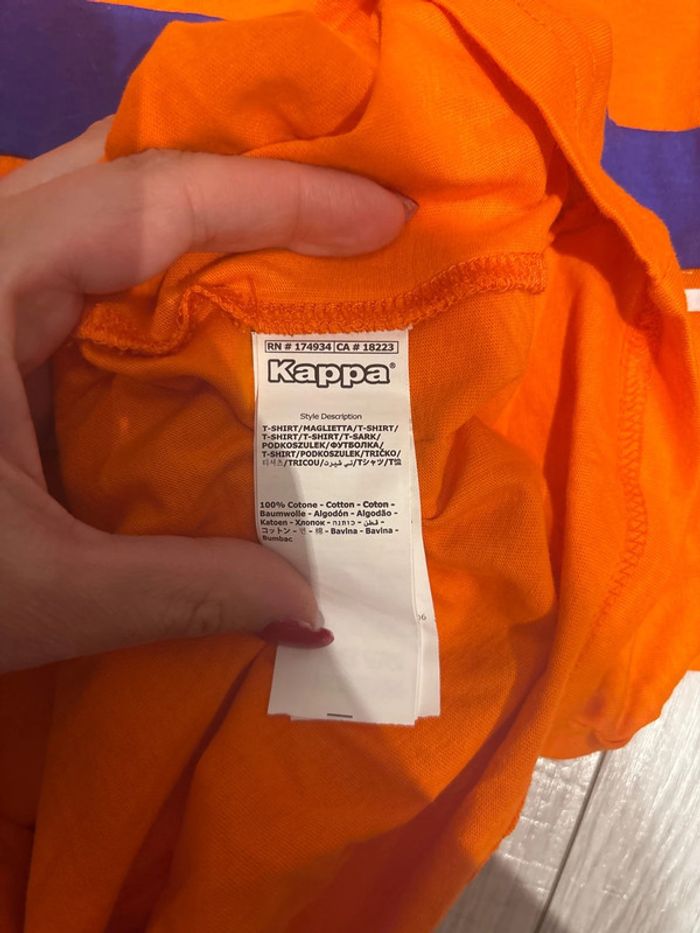 RN # 174934 CA # 18223
Kappa®
Style Description
T-SHIRT/MAGLIETTA/T-SHIRT/
T-SHIRT/T-SHIRT/T-SARK/
PODKOSZULEK/ФУТБОЛКА/
T-SHIRT/PODKOSZULEK/TRIČKO/
티셔츠/TRICOU/تي شيرت/Tシャツ/T恤
100% Cotone - Cotton - Coton -
Baumwolle - Algodón - Algodão -
Katoen - Хлопок - כותנה - قطن -
コットン - 면 - 棉 - Bavlna - Bavlna -
Bumbac